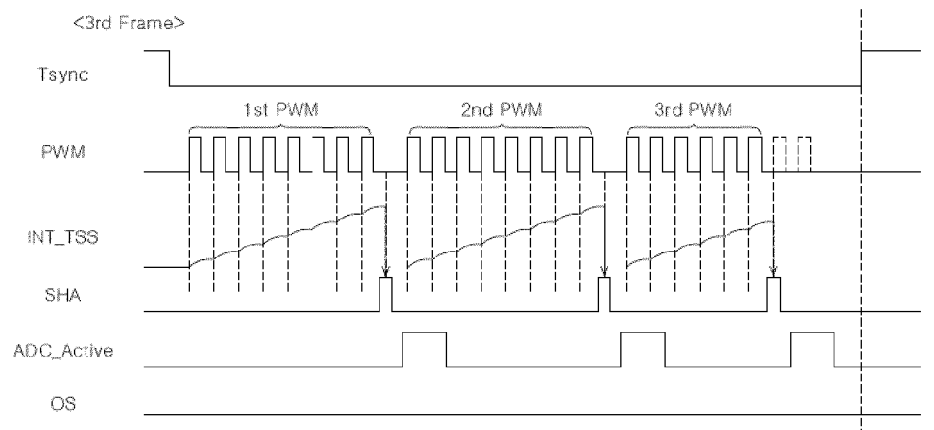 <3rd Frame>
Tsync
1st PWM 2nd PWM 3rd PWM
PWM
INT_TSS
SHA
ADC_Active
OS